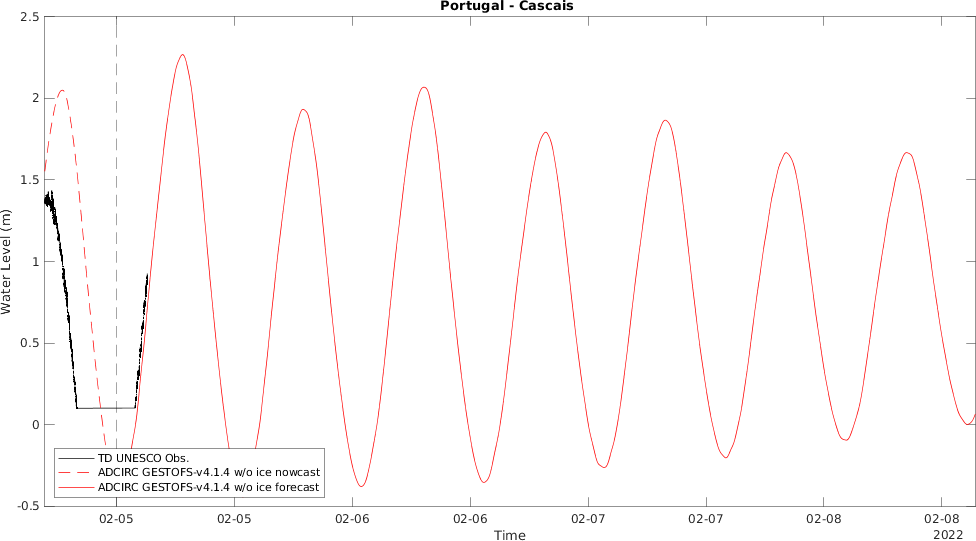 Portugal - Cascais
2.5
2
1.5
1
0.5
0
-0.5
Water Level (m)
TD UNESCO Obs.
ADCIRC GESTOFS-v4.1.4 w/o ice nowcast
ADCIRC GESTOFS-v4.1.4 w/o ice forecast
02-05 02-05 02-06 02-06 02-07 02-07 02-08 02-08
Time 2022